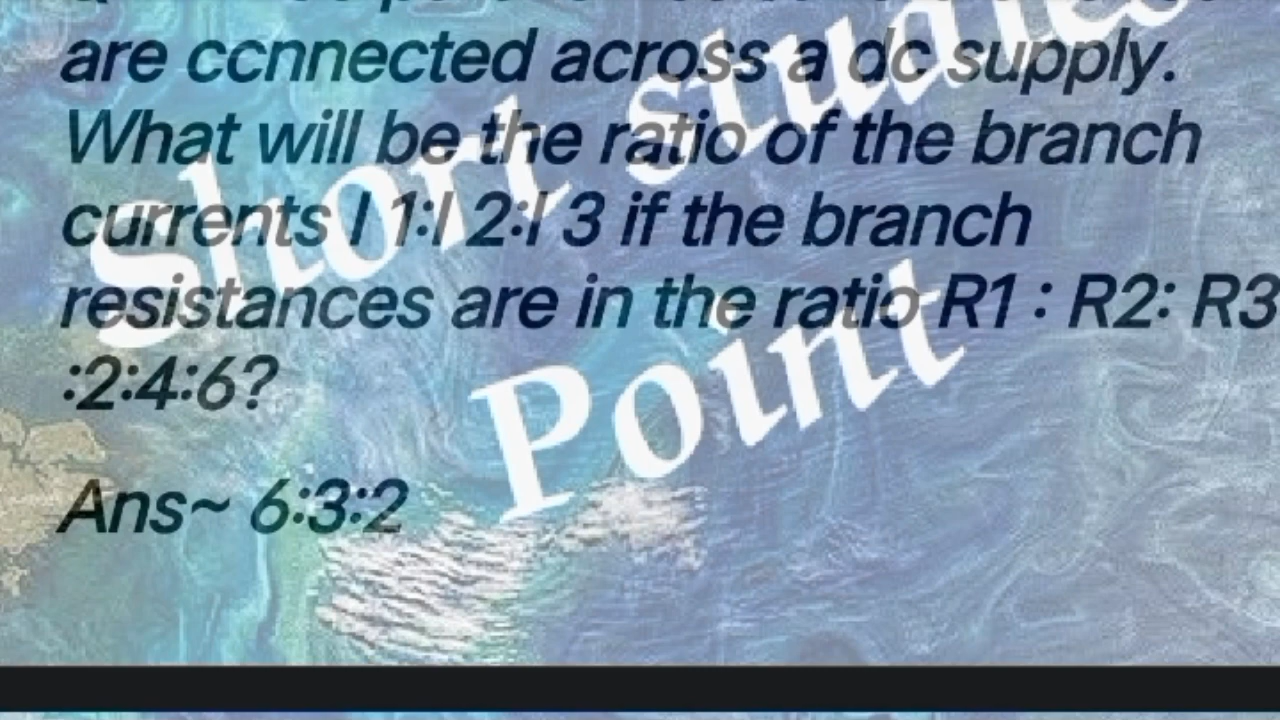 are ccnnected across a dc supply.
What will be the ratio of the branch
currents I 1:I 2:I 3 if the branch
resistances are in the ratio R1 : R2: R3
:2:4:6?
Ans~ 6:3:2
Short
Point